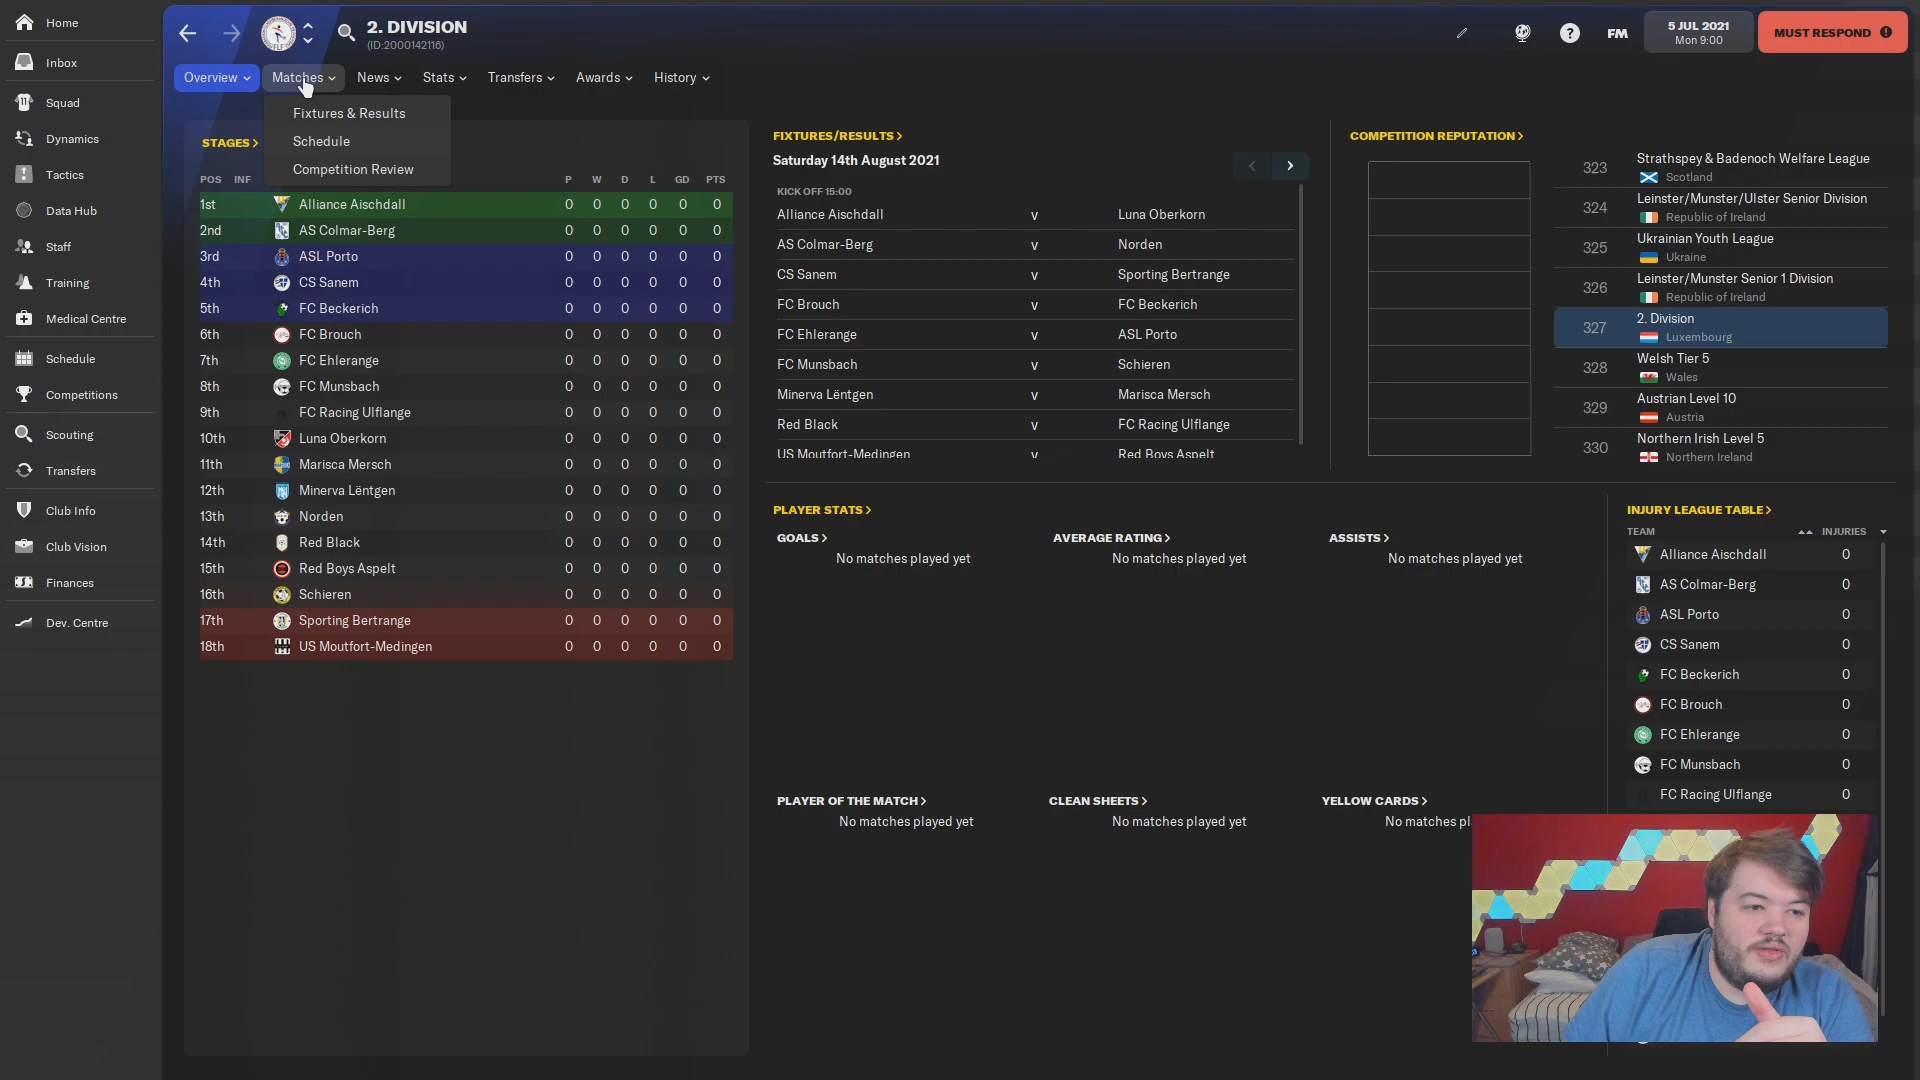 Home
Inbox
Squad
Dynamics
Tactics
Data Hub
Staff
Training
Medical Centre
Schedule
Competitions
Scouting
Transfers
Club Info
Club Vision
Finances
Dev. Centre
2. DIVISION
(ID:2000142116)
FM
5 JUL 2021
Mon 9:00
MUST RESPOND
Overview
Matches
News
Stats
Transfers
Awards
History
Fixtures & Results
Schedule
Competition Review
STAGES
POS INF P W D L GD PTS
1st Alliance Aischdall 0 0 0 0 0 0
2nd AS Colmar-Berg 0 0 0 0 0 0
3rd ASL Porto 0 0 0 0 0 0
4th CS Sanem 0 0 0 0 0 0
5th FC Beckerich 0 0 0 0 0 0
6th FC Brouch 0 0 0 0 0 0
7th FC Ehlerange 0 0 0 0 0 0
8th FC Munsbach 0 0 0 0 0 0
9th FC Racing Ulflange 0 0 0 0 0 0
10th Luna Oberkorn 0 0 0 0 0 0
11th Marisca Mersch 0 0 0 0 0 0
12th Minerva Lëntgen 0 0 0 0 0 0
13th Norden 0 0 0 0 0 0
14th Red Black 0 0 0 0 0 0
15th Red Boys Aspelt 0 0 0 0 0 0
16th Schieren 0 0 0 0 0 0
17th Sporting Bertrange 0 0 0 0 0 0
18th US Moutfort-Medingen 0 0 0 0 0 0
FIXTURES/RESULTS
Saturday 14th August 2021
KICK OFF 15:00
Alliance Aischdall v Luna Oberkorn
AS Colmar-Berg v Norden
CS Sanem v Sporting Bertrange
FC Brouch v FC Beckerich
FC Ehlerange v ASL Porto
FC Munsbach v Schieren
Minerva Lëntgen v Marisca Mersch
Red Black v FC Racing Ulflange
US Moutfort-Medingen v Red Boys Aspelt
COMPETITION REPUTATION
323 Strathspey & Badenoch Welfare League
Scotland
324 Leinster/Munster/Ulster Senior Division
Republic of Ireland
325 Ukrainian Youth League
Ukraine
326 Leinster/Munster Senior 1 Division
Republic of Ireland
327 2. Division
Luxembourg
328 Welsh Tier 5
Wales
329 Austrian Level 10
Austria
330 Northern Irish Level 5
Northern Ireland
PLAYER STATS
GOALS
No matches played yet
AVERAGE RATING
No matches played yet
ASSISTS
No matches played yet
PLAYER OF THE MATCH
No matches played yet
CLEAN SHEETS
No matches played yet
YELLOW CARDS
No matches pl
INJURY LEAGUE TABLE
TEAM INJURIES
Alliance Aischdall 0
AS Colmar-Berg 0
ASL Porto 0
CS Sanem 0
FC Beckerich 0
FC Brouch 0
FC Ehlerange 0
FC Munsbach 0
FC Racing Ulflange 0